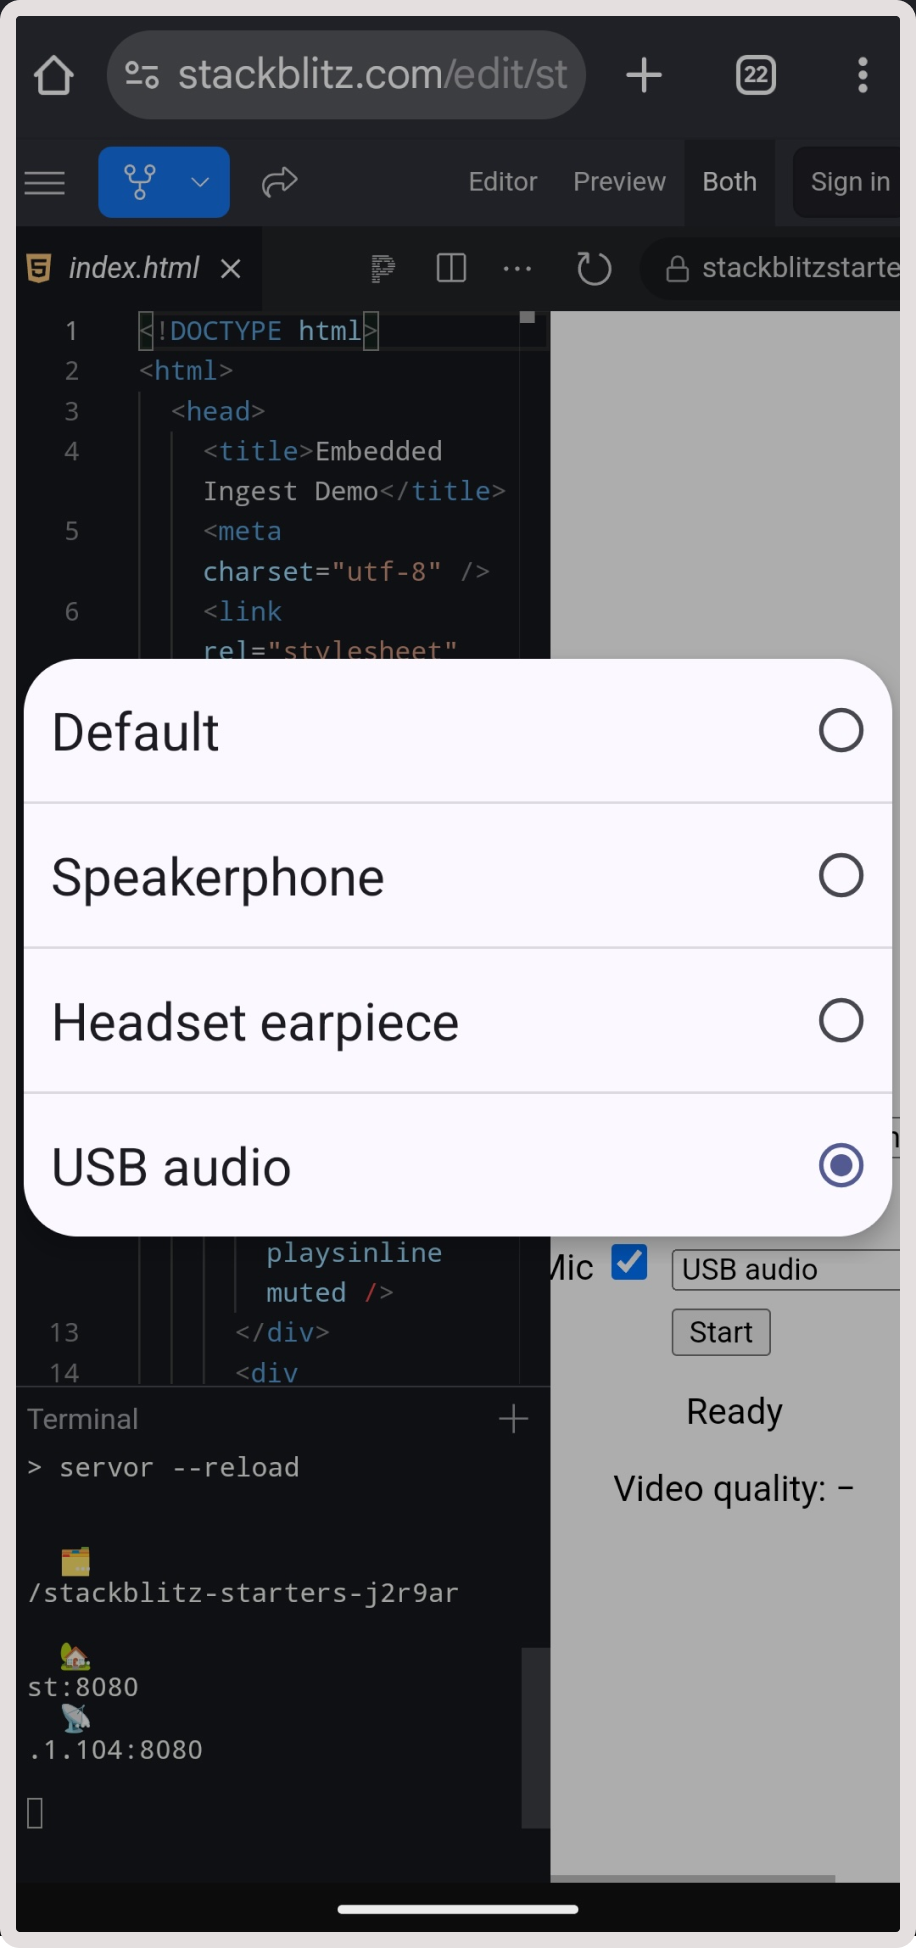 stackblitz.com/edit/st
22
Editor
Preview
Both
Sign in
index.html
stackblitzstarte
1 <!DOCTYPE html>
2 <html>
3 <head>
4 <title>Embedded
Ingest Demo</title>
5 <meta
charset="utf-8" />
6 <link
rel="stylesheet"
Default
Speakerphone
Headset earpiece
USB audio
playsinline
muted />
13 </div>
14 <div
Mic
USB audio
Start
Ready
Video quality: –
Terminal
> servor --reload
/stackblitz-starters-j2r9ar
st:8080
.1.104:8080